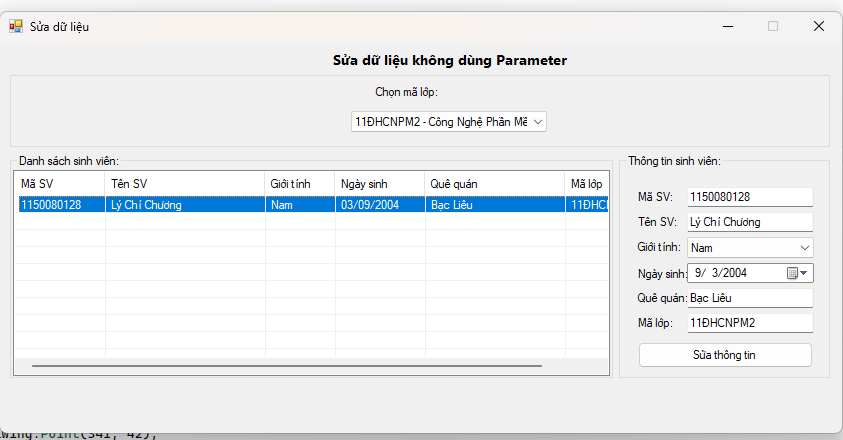 Sửa dữ liệu
Sửa dữ liệu không dùng Parameter
Chọn mã lớp:
11ĐHCNPM2 - Công Nghệ Phần Mề
Danh sách sinh viên:
Mã SV Tên SV Giới tính Ngày sinh Quê quán Mã lớp
1150080128 Lý Chí Chương Nam 03/09/2004 Bạc Liêu 11ĐHCI
Thông tin sinh viên:
Mã SV: 1150080128
Tên SV: Lý Chí Chương
Giới tính: Nam
Ngày sinh: 9/ 3/2004
Quê quán: Bạc Liêu
Mã lớp: 11ĐHCNPM2
Sửa thông tin
wing.Point(341, 42);